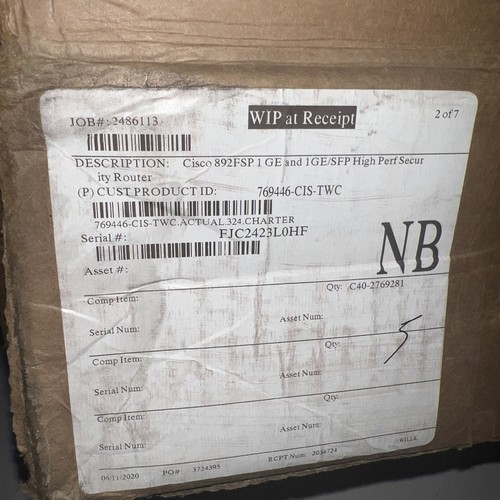 JOB#: 2486113 WIP at Receipt 2 of 7
DESCRIPTION: Cisco 892FSP 1 GE and 1GE/SFP High Perf Secur
ity Router
(P) CUST PRODUCT ID: 769446-CIS-TWC
769446-CIS-TWC.ACTUAL.324.CHARTER
Serial #: FJC2423L0HF
NB
Asset #:
Qty: C40-2769281
Comp Item:
Serial Num: Asset Num:
5
Comp Item: Qty:
Serial Num: Asset Num:
Comp Item: Qty:
Serial Num: Asset Num:
06/11/2020 PO# 3724395 RCPT Num: 2034724